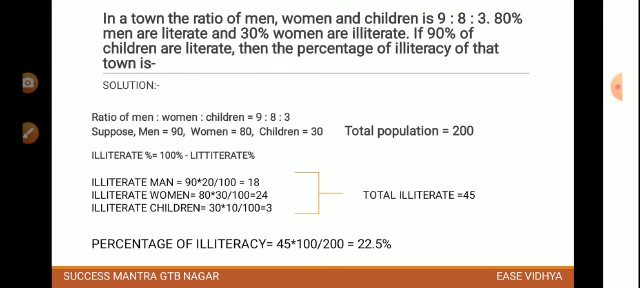 In a town the ratio of men, women and children is 9 : 8 : 3. 80%
men are literate and 30% women are illiterate. If 90% of
children are literate, then the percentage of illiteracy of that
town is-
SOLUTION:-
Ratio of men : women : children = 9 : 8 : 3
Suppose, Men = 90, Women = 80, Children = 30 Total population = 200
ILLITERATE %= 100% - LITTITERATE%
ILLITERATE MAN = 90*20/100 = 18
ILLITERATE WOMEN= 80*30/100=24 TOTAL ILLITERATE =45
ILLITERATE CHILDREN= 30*10/100=3
PERCENTAGE OF ILLITERACY= 45*100/200 = 22.5%
SUCCESS MANTRA GTB NAGAR EASE VIDHYA